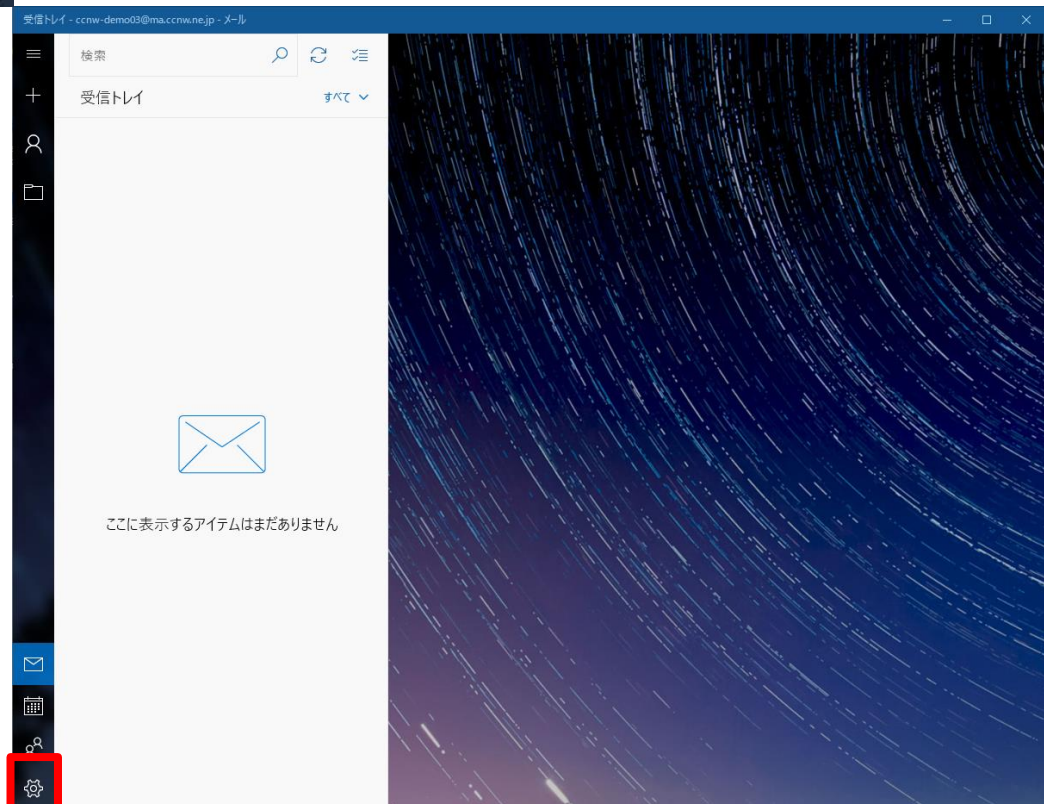 受信トレイ - ccnw-demo03@ma.ccnw.ne.jp - メール
検索
受信トレイ
すべて
ここに表示するアイテムはまだありません